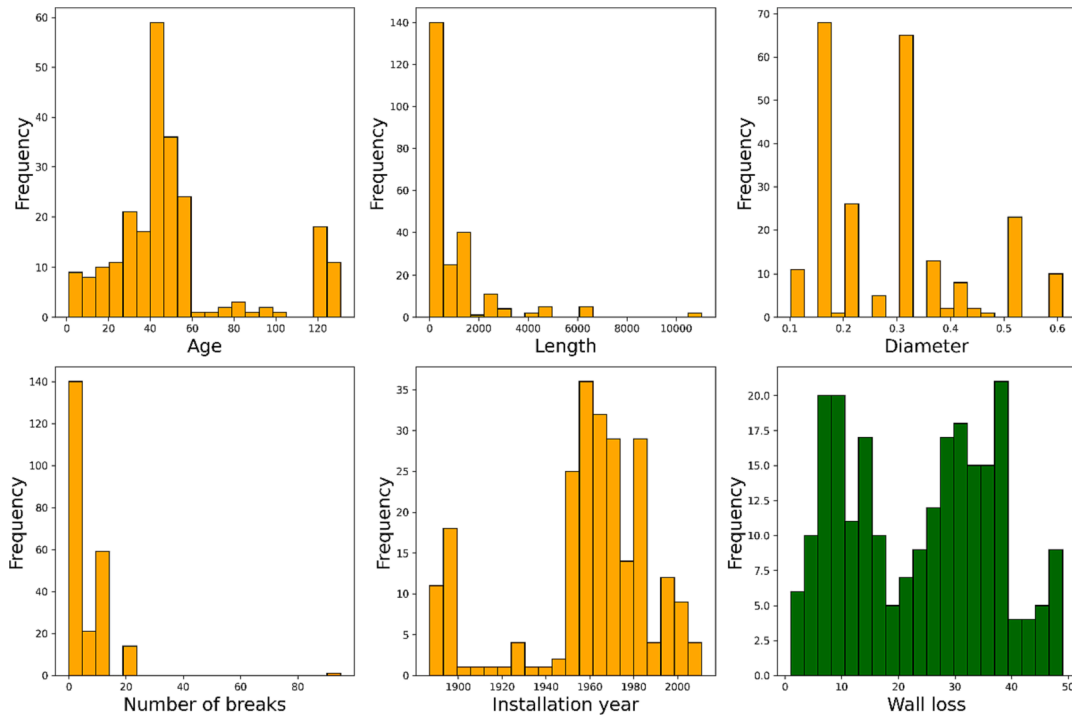 60
50
40
30
20
10
0
Frequency
0 20 40 60 80 100 120
Age
140
120
100
80
60
40
20
0
Frequency
0 2000 4000 6000 8000 10000
Length
70
60
50
40
30
20
10
0
Frequency
0.1 0.2 0.3 0.4 0.5 0.6
Diameter
140
120
100
80
60
40
20
0
Frequency
0 20 40 60 80
Number of breaks
35
30
25
20
15
10
5
0
Frequency
1900 1920 1940 1960 1980 2000
Installation year
20.0
17.5
15.0
12.5
10.0
7.5
5.0
2.5
0.0
Frequency
0 10 20 30 40 50
Wall loss